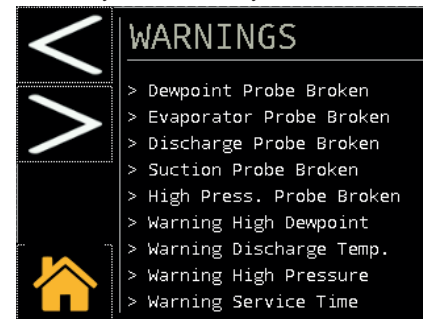 WARNINGS
> Dewpoint Probe Broken
> Evaporator Probe Broken
> Discharge Probe Broken
> Suction Probe Broken
> High Press. Probe Broken
> Warning High Dewpoint
> Warning Discharge Temp.
> Warning High Pressure
> Warning Service Time